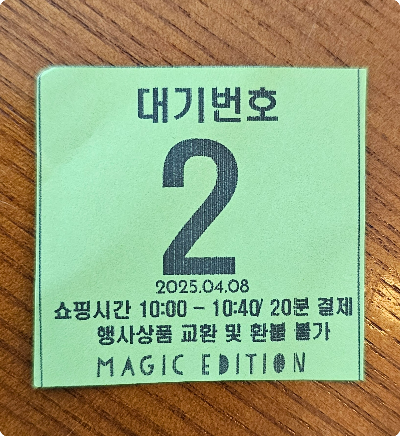 대기번호
2
2025.04.08
쇼핑시간 10:00 - 10:40/ 20분 결제
행사상품 교환 및 환불 불가
MAGIC EDITION